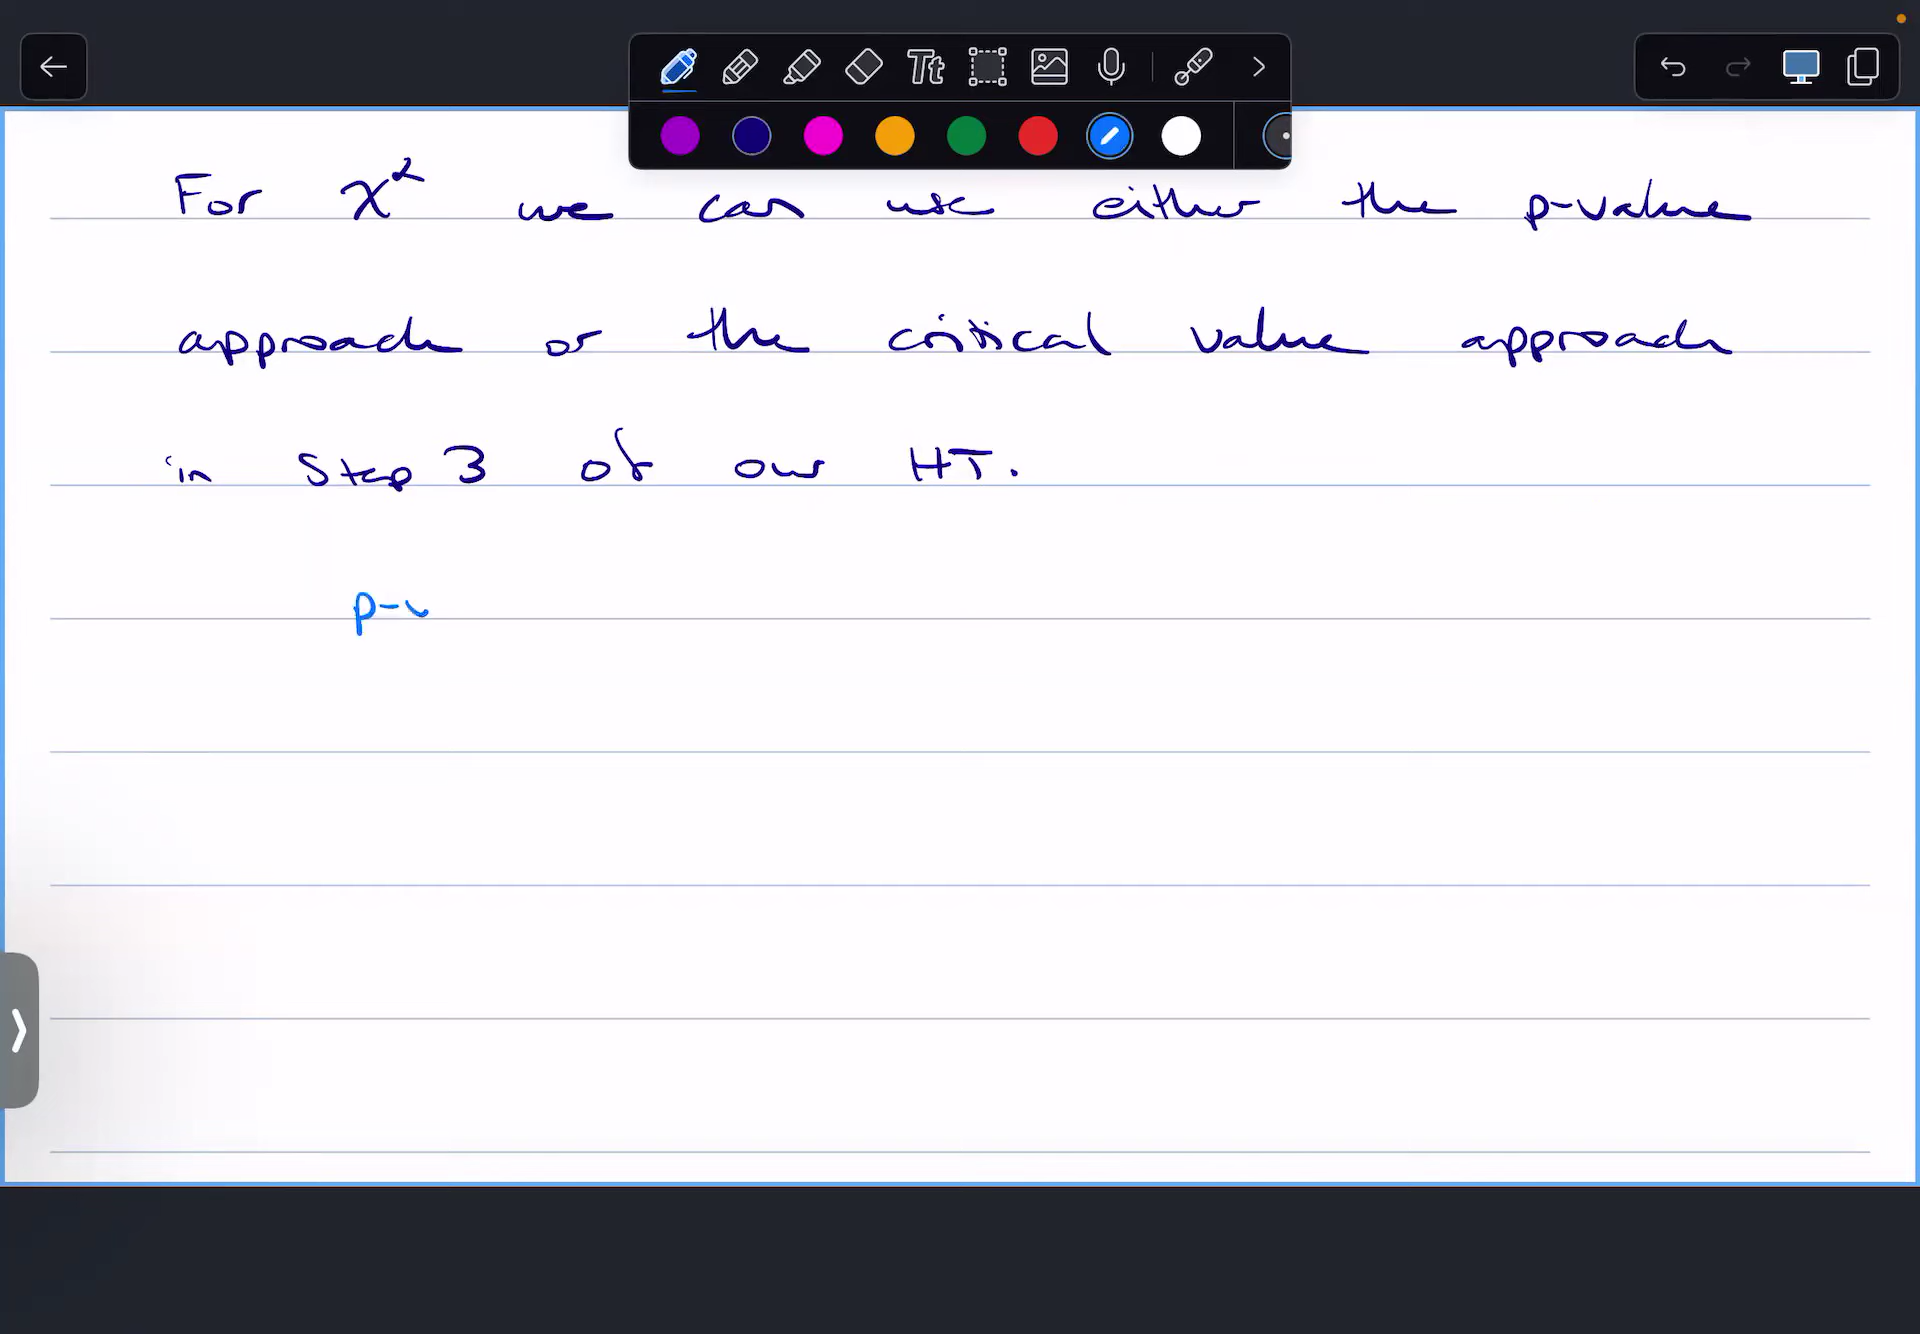 Tt
For χ² we can use either the p-value
approach or the critical value approach
in Step 3 of our HT.
p-v